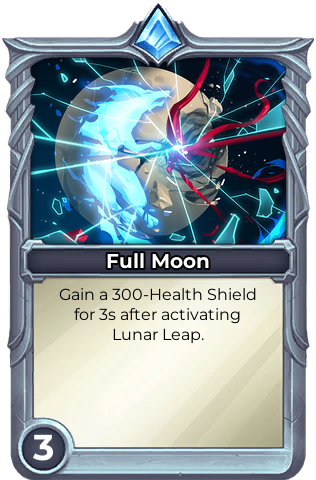 Full Moon
Gain a 300-Health Shield
for 3s after activating
Lunar Leap.
3